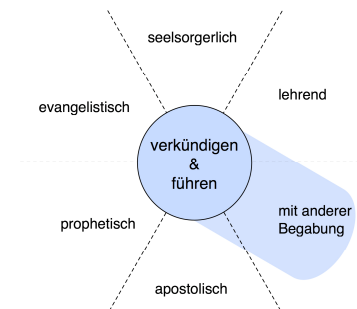 seelsorgerlich
lehrend
evangelistisch
verkündigen
&
führen
mit anderer
Begabung
prophetisch
apostolisch